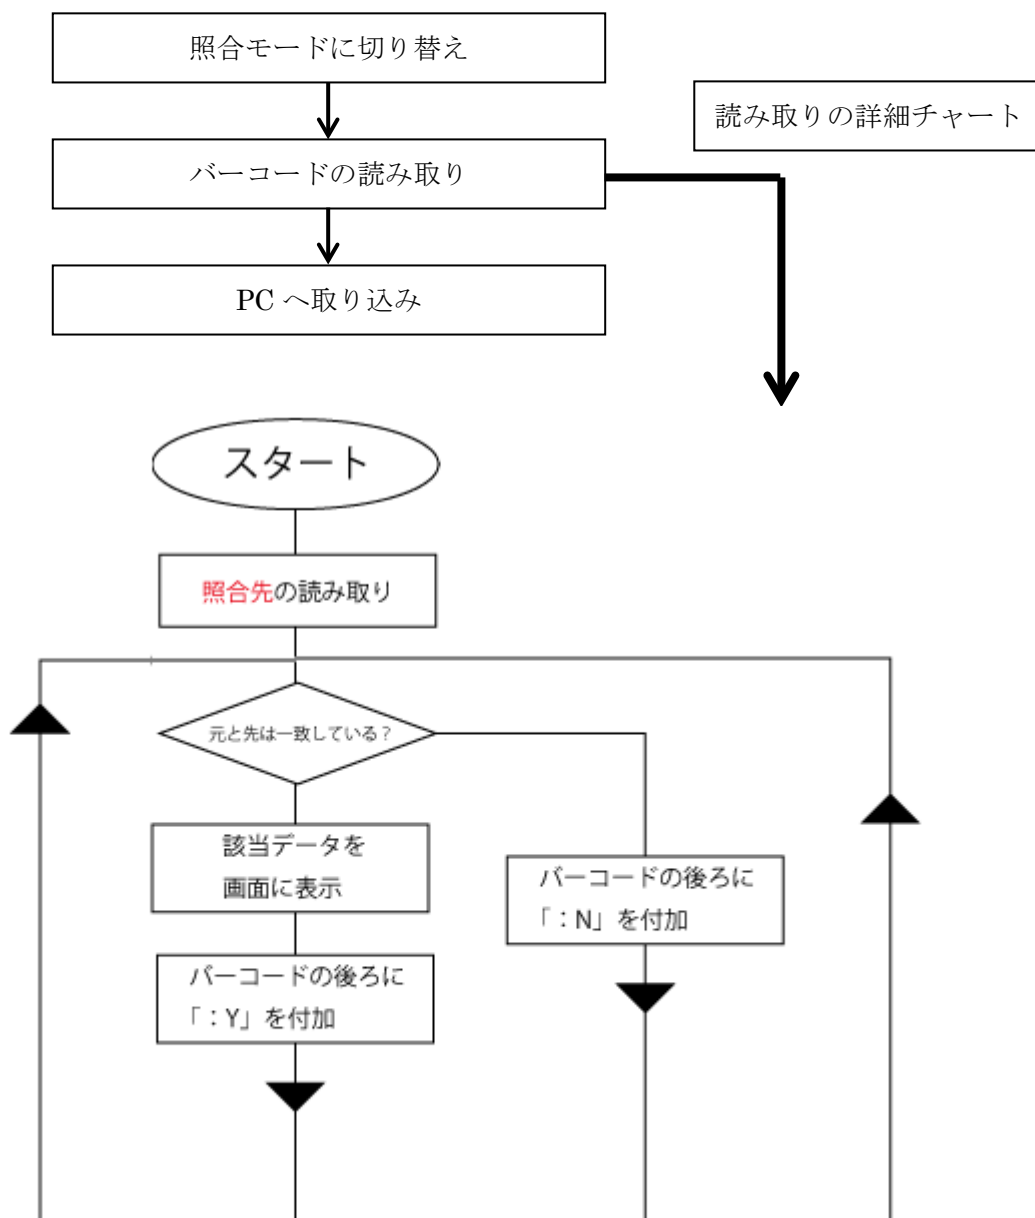 照合モードに切り替え
読み取りの詳細チャート
バーコードの読み取り
PC へ取り込み
スタート
照合先の読み取り
元と先は一致している?
該当データを
画面に表示
バーコードの後ろに
「:N」を付加
バーコードの後ろに
「:Y」を付加